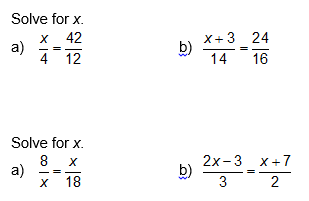 Solve for x.
a) x/4 = 42/12
b) (x+3)/14 = 24/16
Solve for x.
a) 8/x = x/18
b) (2x-3)/3 = (x+7)/2